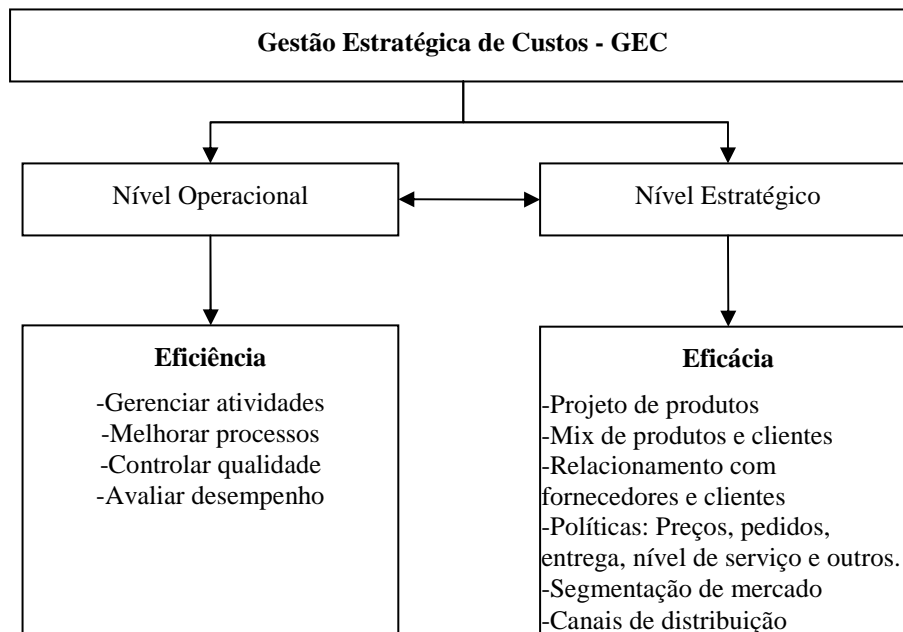 Gestão Estratégica de Custos - GEC
Nível Operacional
Nível Estratégico
Eficiência
-Gerenciar atividades
-Melhorar processos
-Controlar qualidade
-Avaliar desempenho
Eficácia
-Projeto de produtos
-Mix de produtos e clientes
-Relacionamento com
fornecedores e clientes
-Políticas: Preços, pedidos,
entrega, nível de serviço e outros.
-Segmentação de mercado
-Canais de distribuição